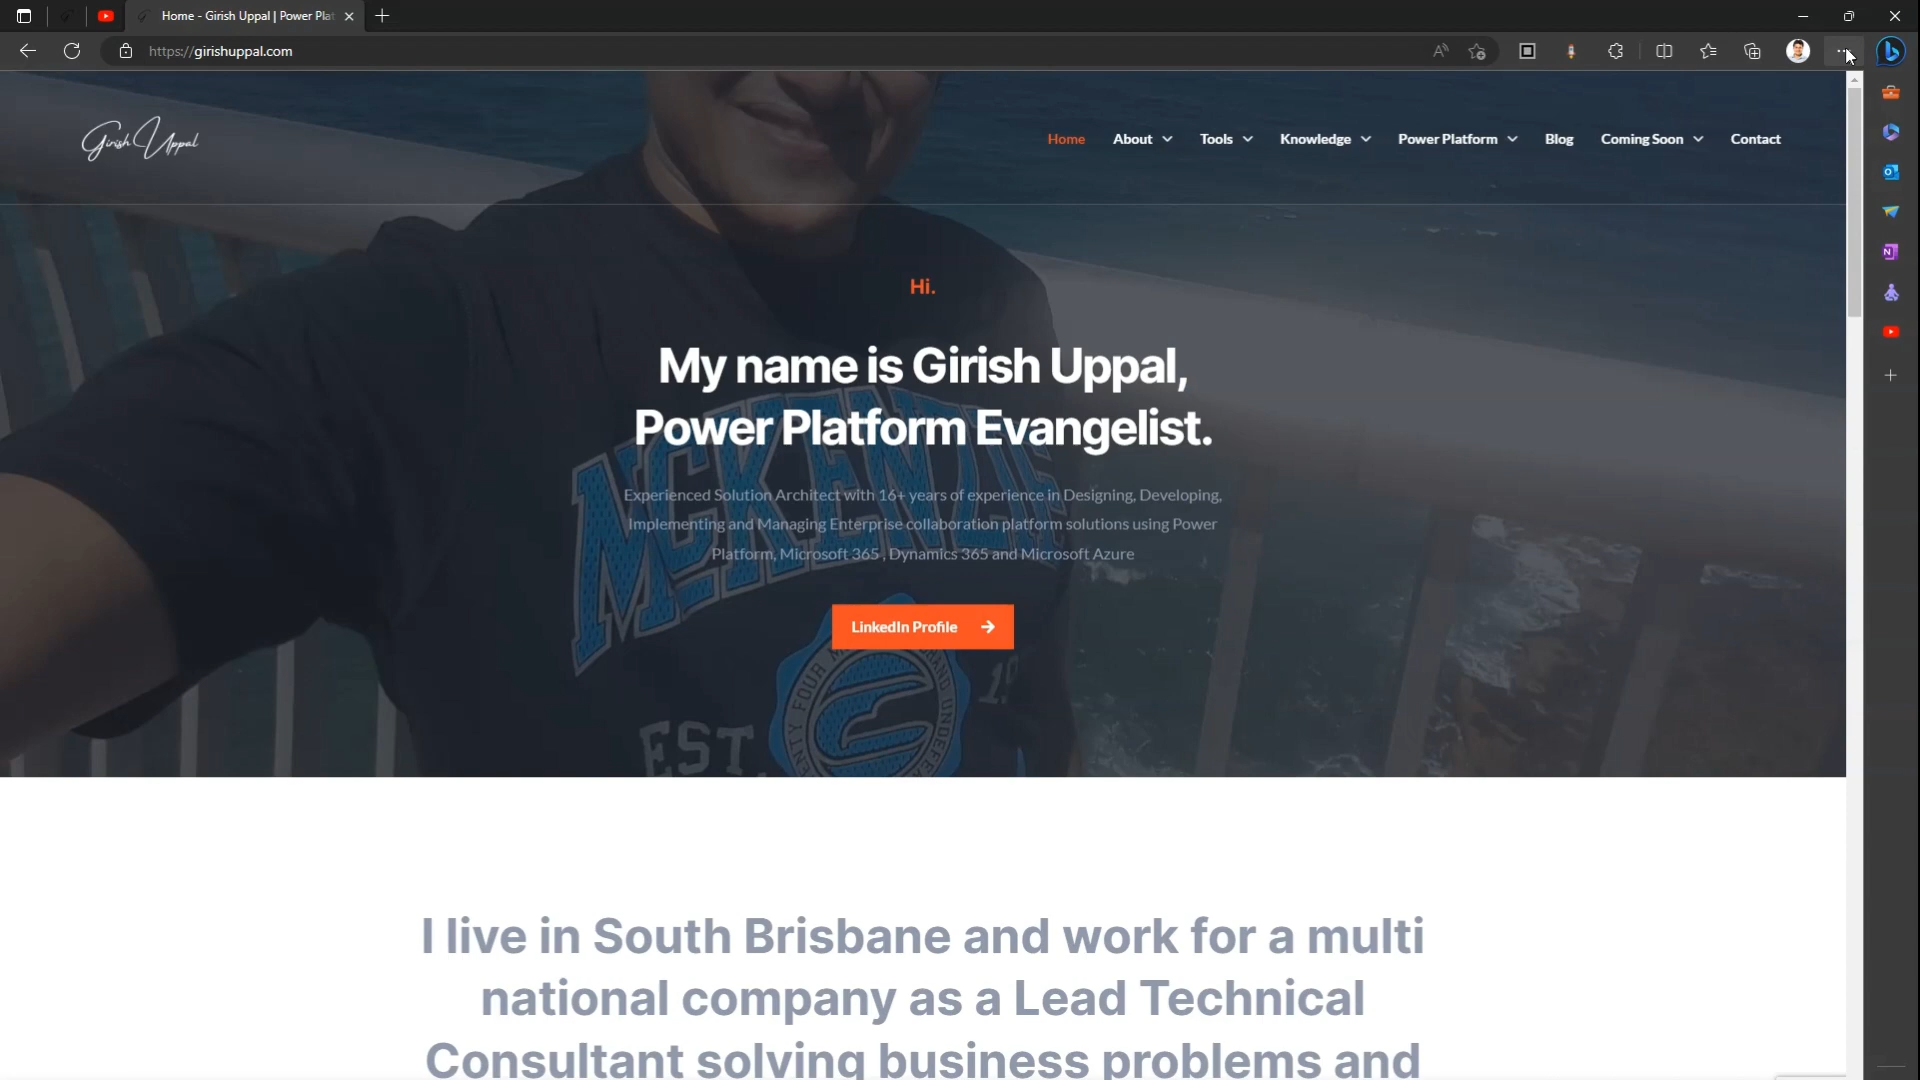 Home - Girish Uppal | Power Pla
https://girishuppal.com
Girish Uppal
Home About Tools Knowledge Power Platform Blog Coming Soon Contact
Hi.
My name is Girish Uppal,
Power Platform Evangelist.
Experienced Solution Architect with 16+ years of experience in Designing, Developing,
Implementing and Managing Enterprise collaboration platform solutions using Power
Platform, Microsoft 365 , Dynamics 365 and Microsoft Azure
LinkedIn Profile
MCKENZIE
EST.
I live in South Brisbane and work for a multi
national company as a Lead Technical
Consultant solving business problems and